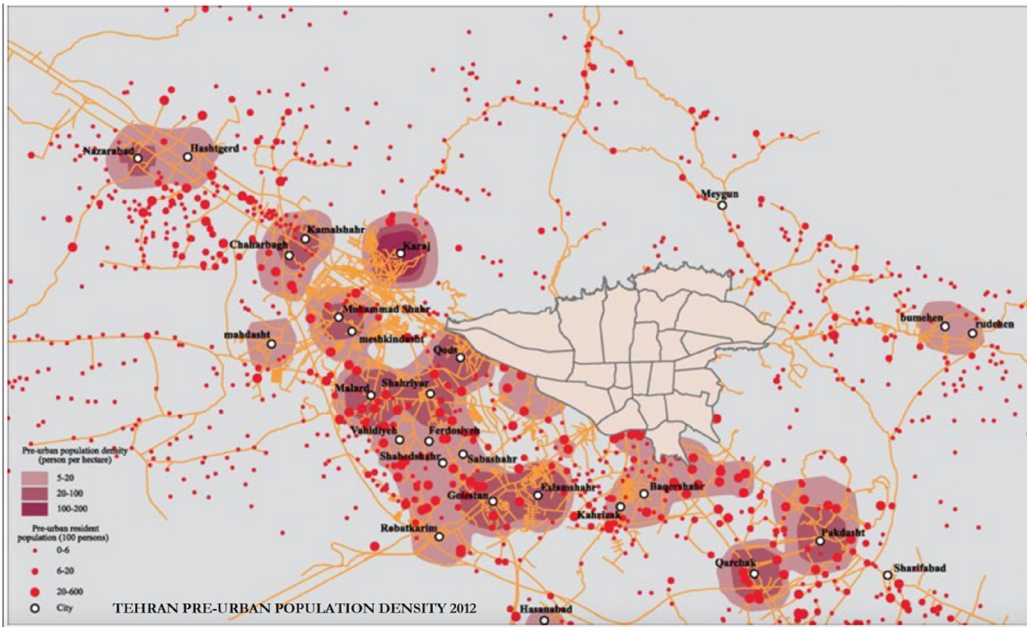 Meygun
Nazarabad
Hashtgerd
Kamalshahr
Chaharbagh
Karaj
Mohammad Shahr
meshkindasht
mahdasht
bumehen
rudehen
Qods
Malard
Shahriyar
Vahidiyeh
Ferdosiyeh
Shahedshahr
Sabashahr
Golestan
Eslamshahr
Baqershahr
Kahrizak
Robatkarim
Pakdasht
Qarchak
Sharifabad
Hasanabad
Pre-urban population density
(person per hectare)
5-20
20-100
100-200
Pre-urban resident
population (100 persons)
0-6
6-20
20-600
City
TEHRAN PRE-URBAN POPULATION DENSITY 2012